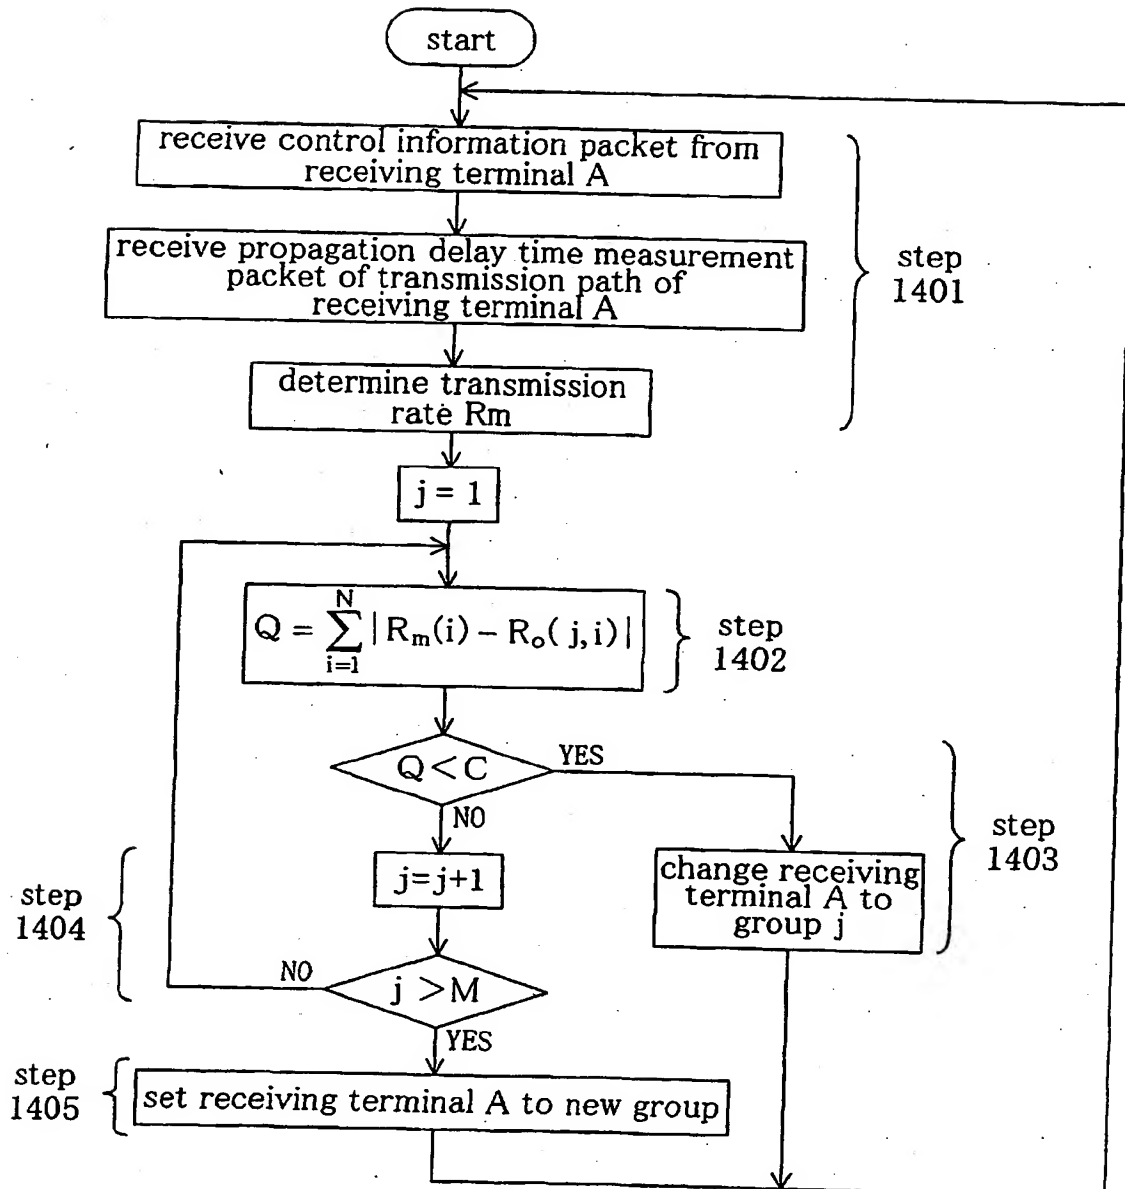 start
receive control information packet from
receiving terminal A
receive propagation delay time measurement
packet of transmission path of
receiving terminal A
step
1401
determine transmission
rate Rm
j = 1
Q = N ∑ i=1 | Rm(i) − Ro( j,i) |
step
1402
Q < C
YES
NO
step
1403
change receiving
terminal A to
group j
j=j+1
step
1404
NO
j > M
YES
step
1405
set receiving terminal A to new group